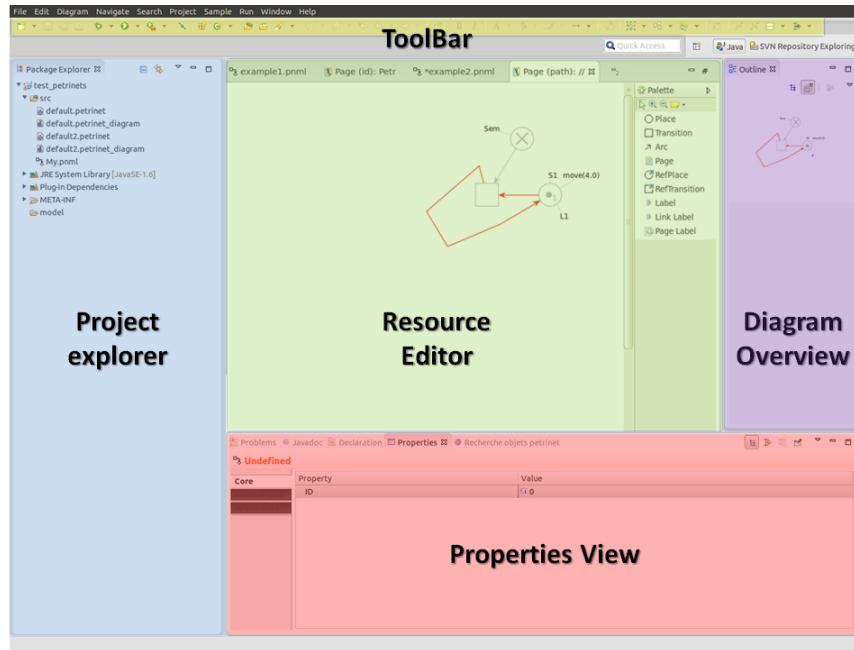 File Edit Diagram Navigate Search Project Sample Run Window Help
ToolBar
Quick Access
Java SVN Repository Exploring
Package Explorer
test_petrinets
src
default.petrinet
default.petrinet_diagram
default2.petrinet
default2.petrinet_diagram
My.pnml
JRE System Library [JavaSE-1.6]
Plug-in Dependencies
META-INF
model
Project
explorer
example1.pnml Page (id): Petr *example2.pnml Page (path): //
Sem
S1 move(4.0)
L1
Resource
Editor
Palette
Place
Transition
Arc
Page
RefPlace
RefTransition
Label
Link Label
Page Label
Outline
Diagram
Overview
Problems Javadoc Declaration Properties Recherche objets petrinet
Undefined
Core
Property Value
ID 0
Properties View